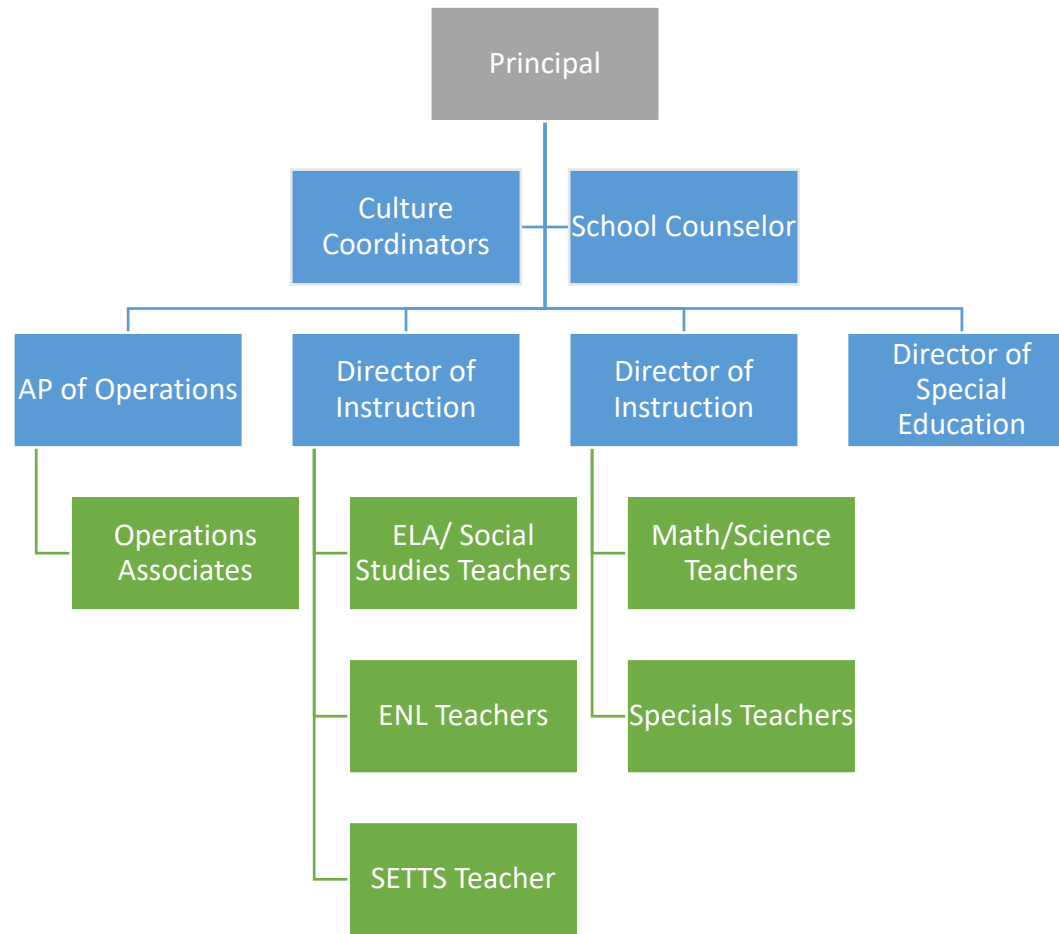 Principal
Culture
Coordinators
School Counselor
AP of Operations
Director of
Instruction
Director of
Instruction
Director of
Special
Education
Operations
Associates
ELA/ Social
Studies Teachers
Math/Science
Teachers
ENL Teachers
Specials Teachers
SETTS Teacher